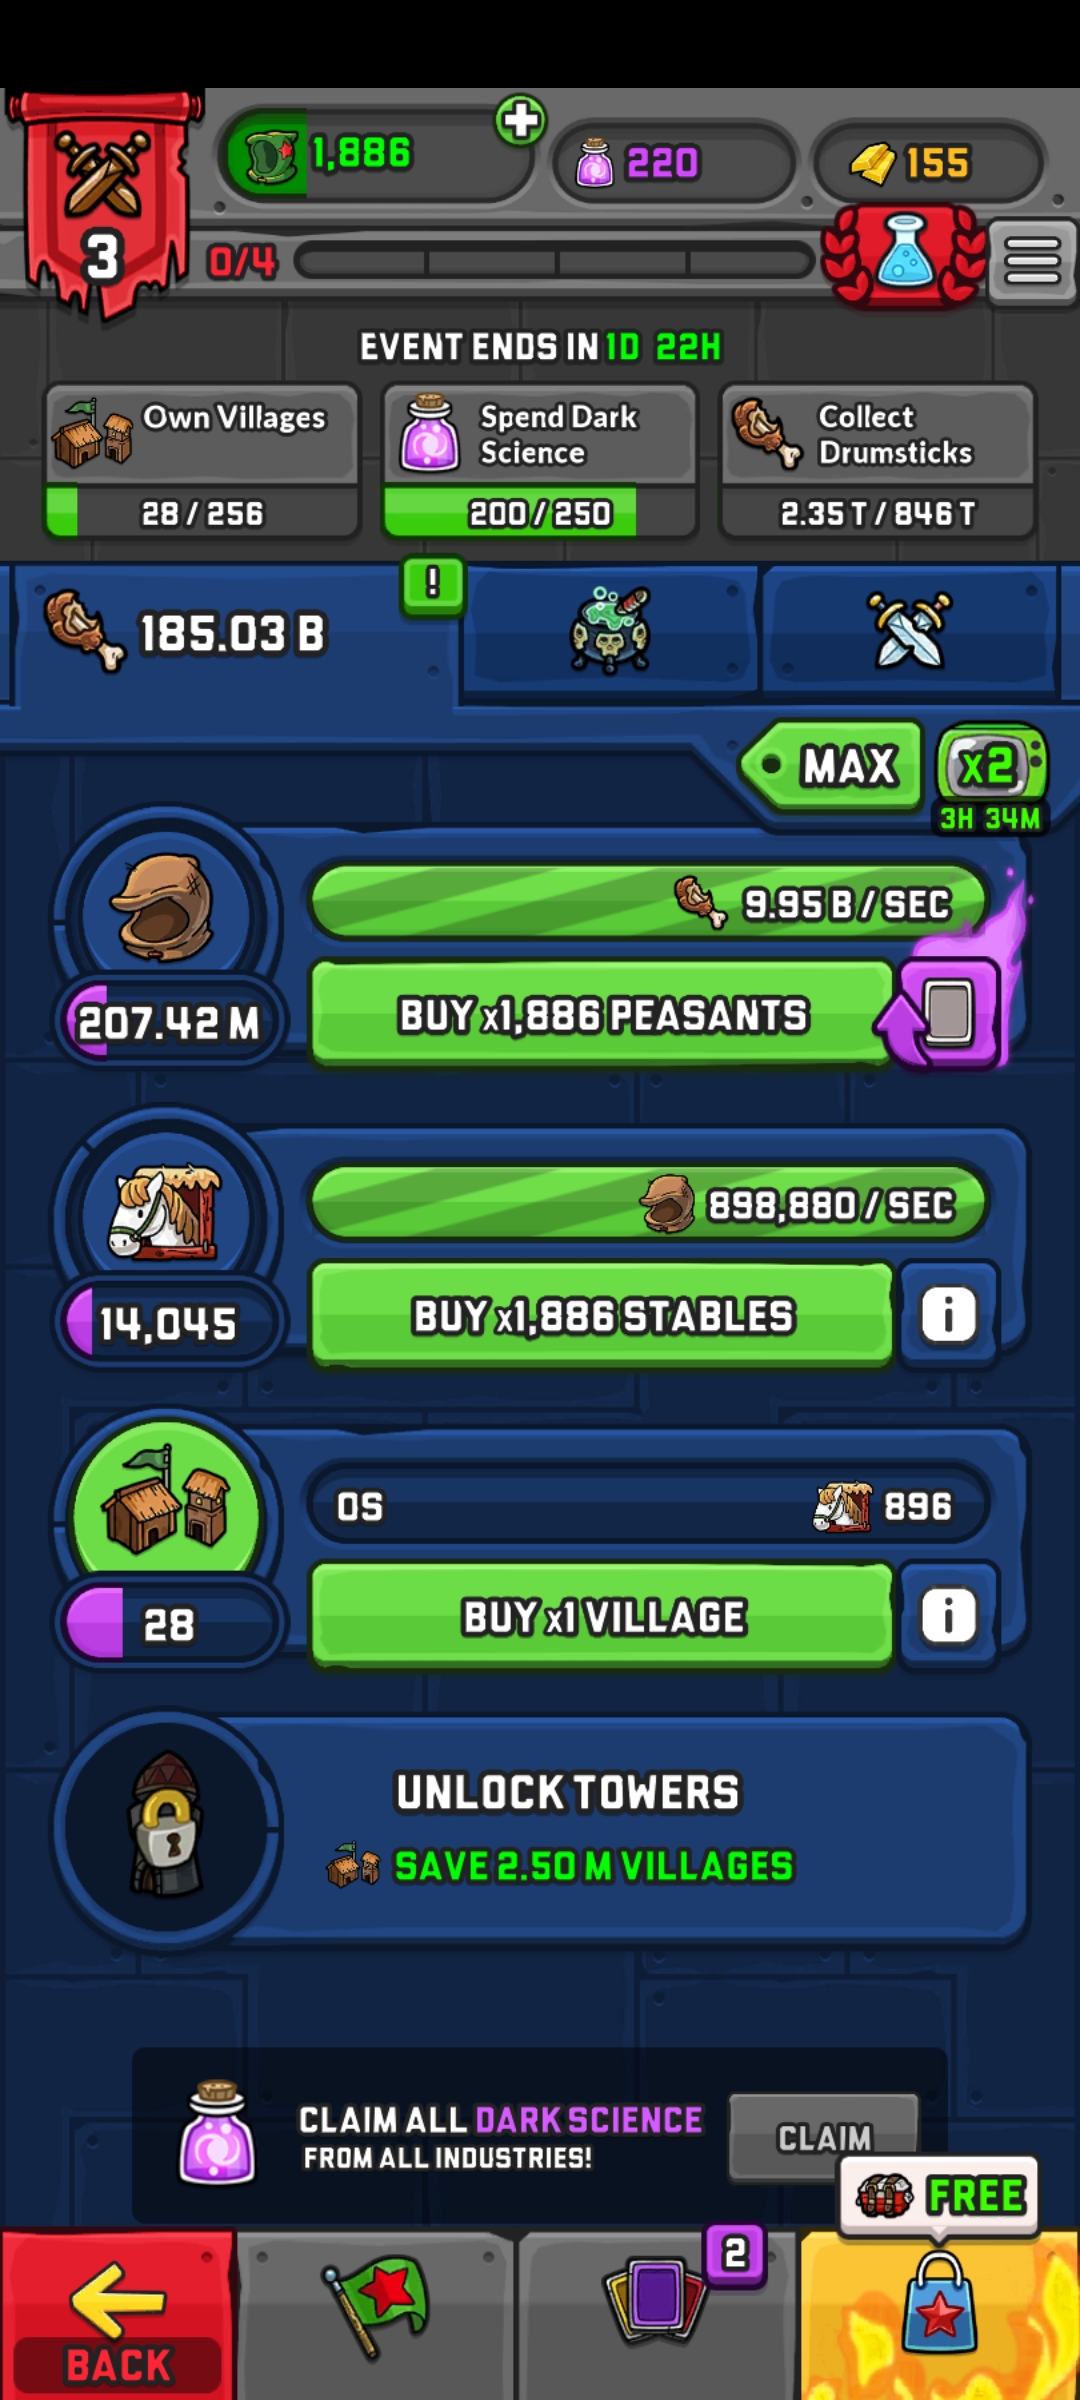 1,886
220
155
3
0/4
EVENT ENDS IN 1D 22H
Own Villages
28 / 256
Spend Dark
Science
200 / 250
Collect
Drumsticks
2.35 T / 846 T
185.03 B
!
MAX
x2
3H 34M
9.95 B / SEC
207.42 M
BUY x1,886 PEASANTS
898,880 / SEC
14,045
BUY x1,886 STABLES
i
0S
896
28
BUY x1 VILLAGE
i
UNLOCK TOWERS
SAVE 2.50 M VILLAGES
CLAIM ALL DARK SCIENCE
FROM ALL INDUSTRIES!
CLAIM
FREE
2
BACK